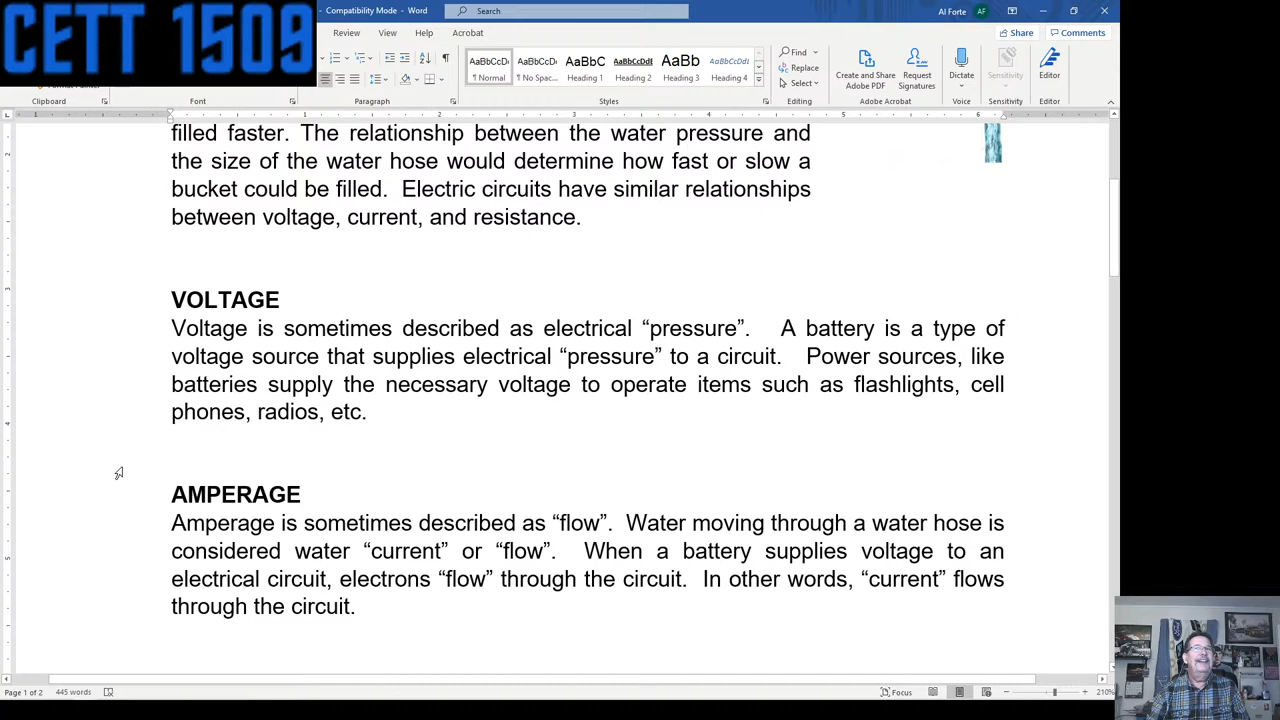 CETT 1509
Compatibility Mode - Word
Search
Al Forte
AF
Review View Help Acrobat
Share
Comments
AaBbCcDd
AaBbCcDd
AaBbC
AaBbCcDdE
AaBb
AaBbCcDd
¶ Normal
¶ No Spac...
Heading 1
Heading 2
Heading 3
Heading 4
Find
Replace
Select
Create and Share
Adobe PDF
Request
Signatures
Dictate
Sensitivity
Editor
Clipboard
Font
Paragraph
Styles
Editing
Adobe Acrobat
Voice
Sensitivity
Editor
filled faster. The relationship between the water pressure and
the size of the water hose would determine how fast or slow a
bucket could be filled. Electric circuits have similar relationships
between voltage, current, and resistance.
VOLTAGE
Voltage is sometimes described as electrical “pressure”. A battery is a type of
voltage source that supplies electrical “pressure” to a circuit. Power sources, like
batteries supply the necessary voltage to operate items such as flashlights, cell
phones, radios, etc.
AMPERAGE
Amperage is sometimes described as “flow”. Water moving through a water hose is
considered water “current” or “flow”. When a battery supplies voltage to an
electrical circuit, electrons “flow” through the circuit. In other words, “current” flows
through the circuit.
Page 1 of 2 445 words
Focus
210%